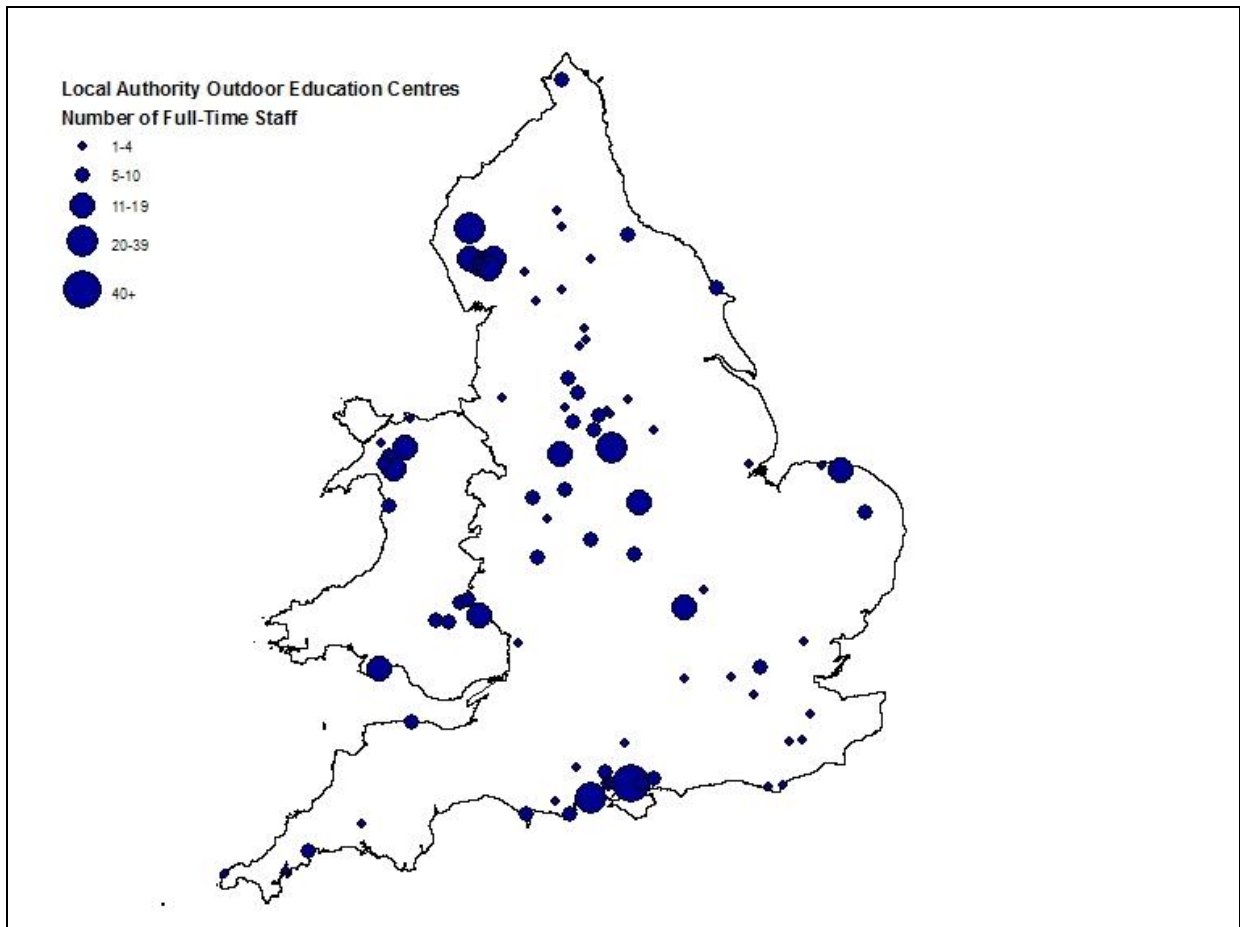 Local Authority Outdoor Education Centres
Number of Full-Time Staff
1-4
5-10
11-19
20-39
40+